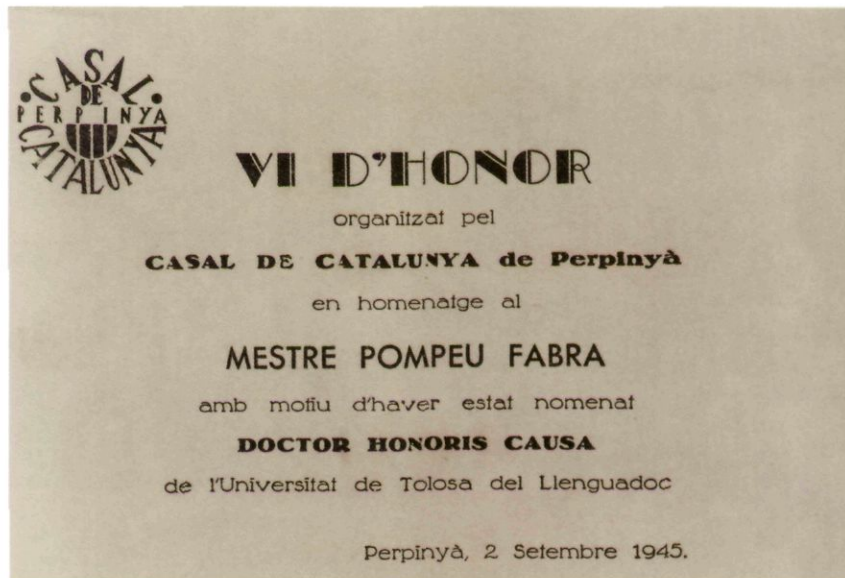 CASAL
DE
PERPINYA
CATALUNYA
VI D'HONOR
organitzat pel
CASAL DE CATALUNYA de Perpinyà
en homenatge al
MESTRE POMPEU FABRA
amb motiu d'haver estat nomenat
DOCTOR HONORIS CAUSA
de l'Universitat de Tolosa del Llenguadoc
Perpinyà, 2 Setembre 1945.